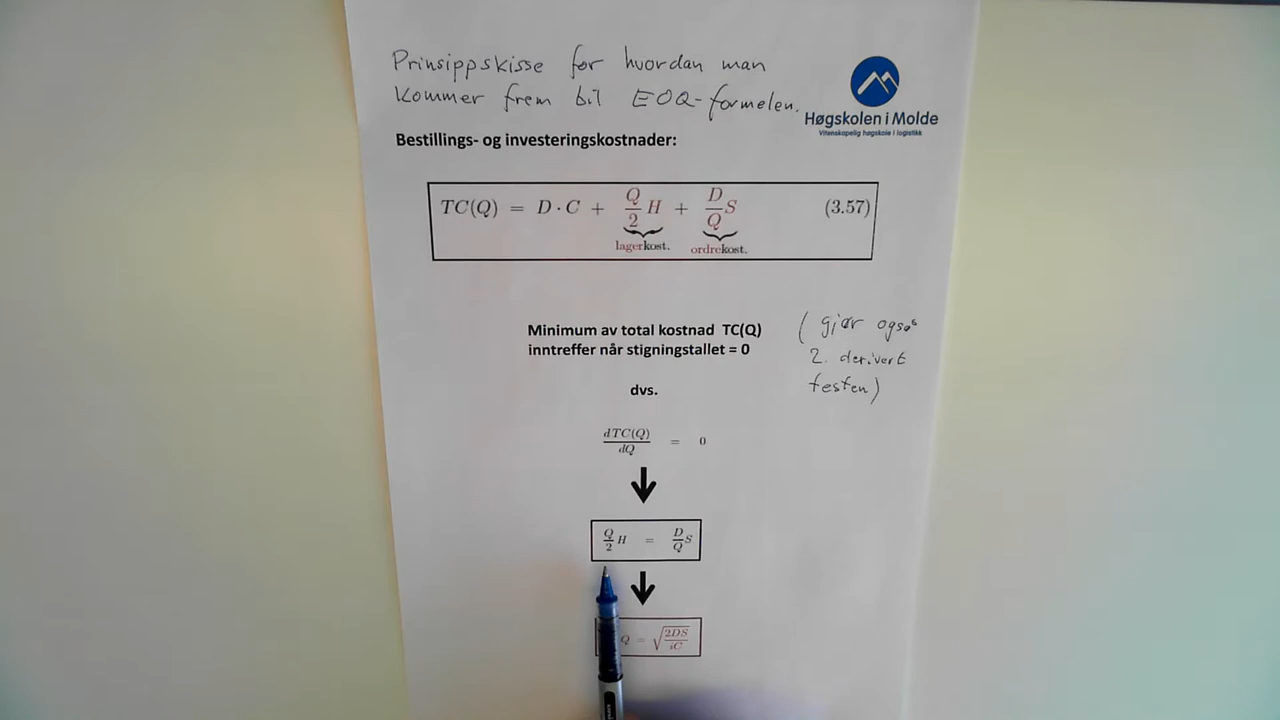 Prinsippskisse for hvordan man
kommer frem til EOQ-formelen.
Høgskolen i Molde
Vitenskapelig høgskole i logistikk
Bestillings- og investeringskostnader:
TC(Q) = D · C + Q/2 H + D/Q S (3.57)
lagerkost. ordrekost.
Minimum av total kostnad TC(Q)
inntreffer når stigningstallet = 0
(gjør også
2. derivert
testen)
dvs.
dTC(Q)/dQ = 0
Q/2 H = D/Q S
Q = √(2DS/iC)